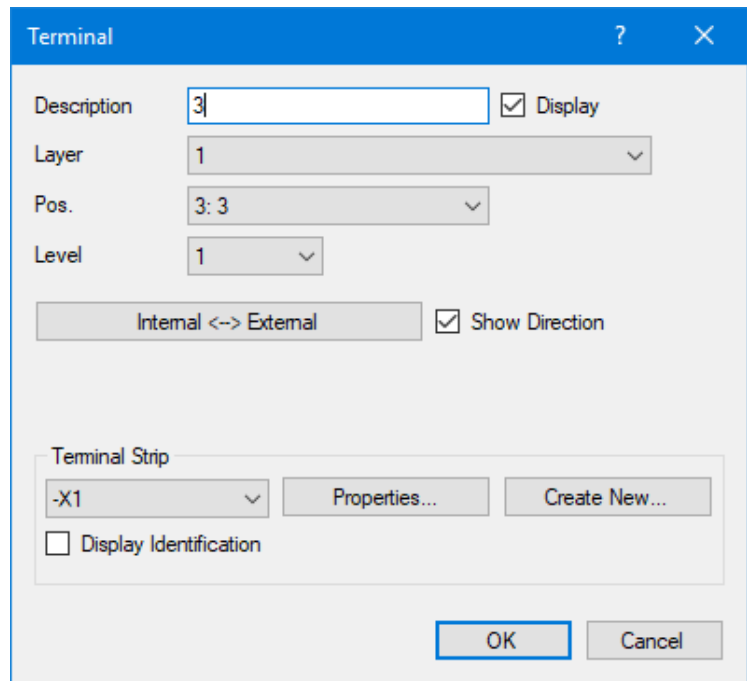 Terminal ?
Description 3 Display
Layer 1
Pos. 3: 3
Level 1
Internal <--> External Show Direction
Terminal Strip
-X1 Properties... Create New...
Display Identification
OK Cancel